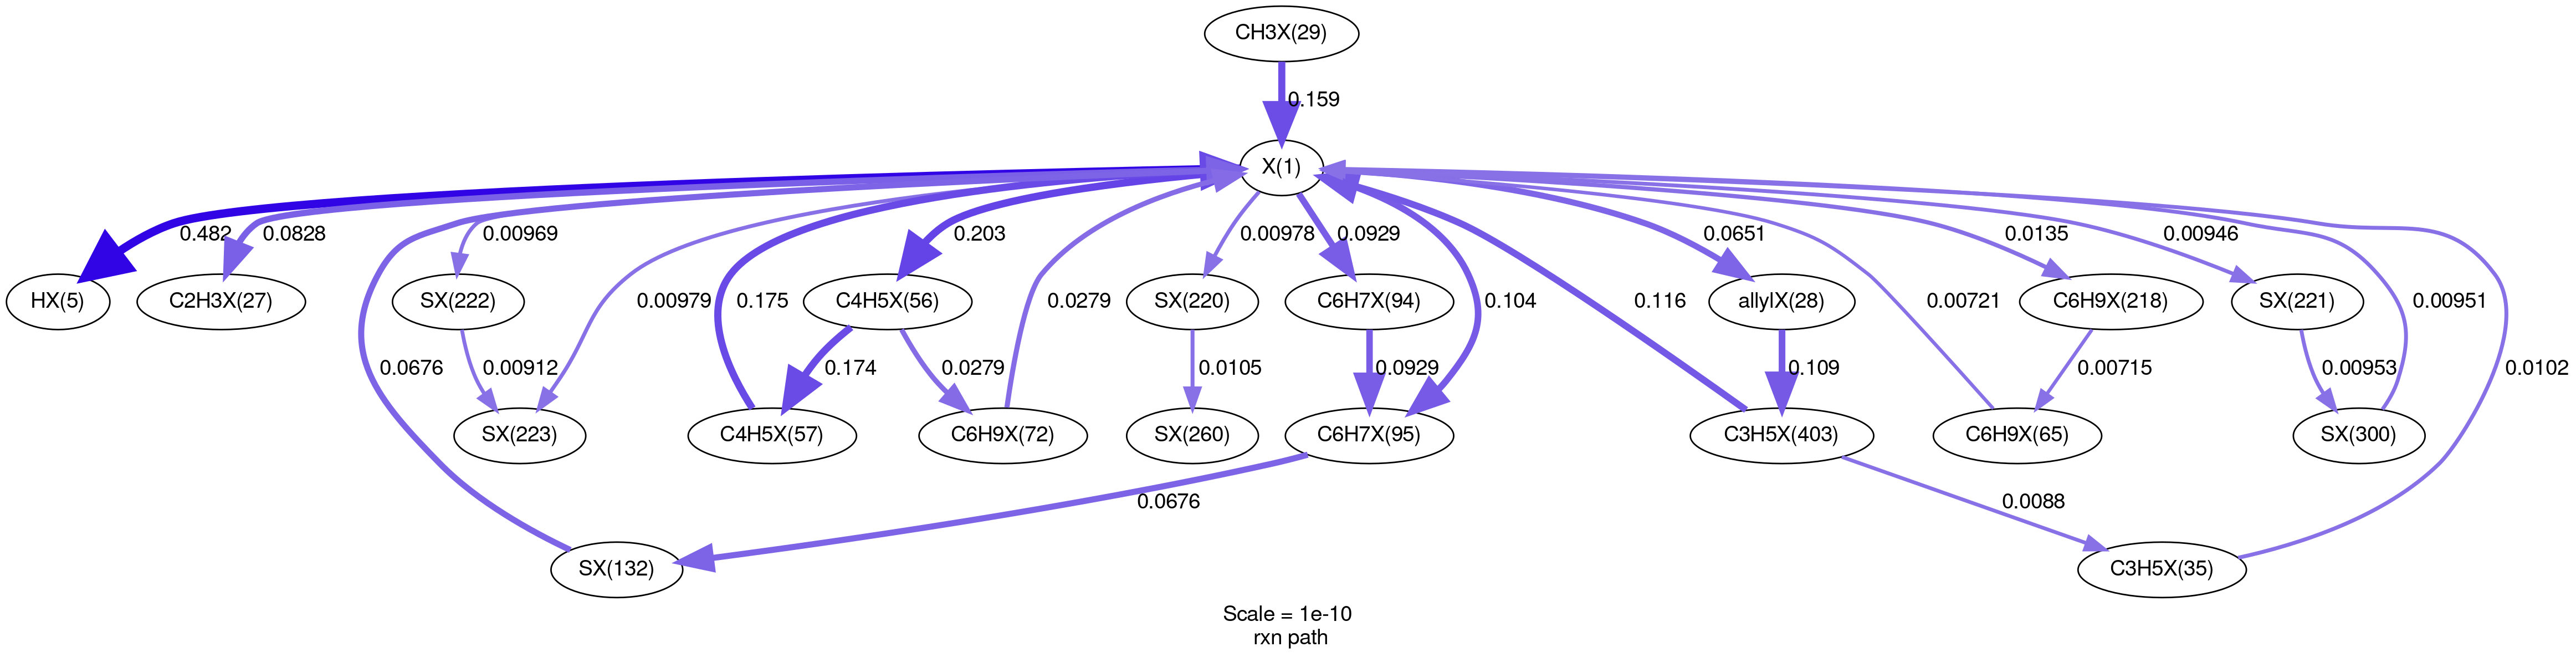 CH3X(29)
0.159
X(1)
0.482
0.0828
0.00969
0.00979
0.175
0.203
0.0279
0.00978
0.0929
0.104
0.116
0.0651
0.00721
0.0135
0.00946
0.00951
0.0102
HX(5)
C2H3X(27)
SX(222)
C4H5X(56)
SX(220)
C6H7X(94)
allylX(28)
C6H9X(218)
SX(221)
0.0676
0.00912
0.174
0.0279
0.0105
0.0929
0.109
0.00715
0.00953
SX(223)
C4H5X(57)
C6H9X(72)
SX(260)
C6H7X(95)
C3H5X(403)
C6H9X(65)
SX(300)
0.0676
0.0088
SX(132)
C3H5X(35)
Scale = 1e-10
rxn path